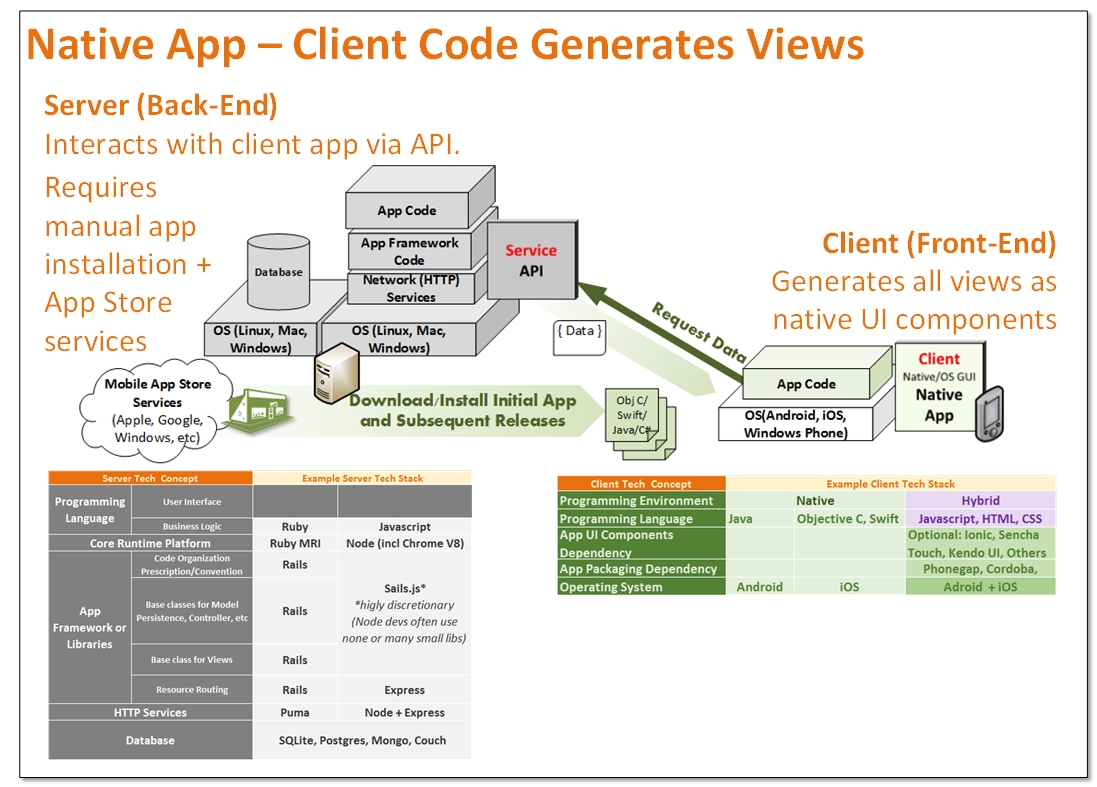 Native App – Client Code Generates Views
Server (Back-End)
Interacts with client app via API.
Requires
manual app
installation +
App Store
services
App Code
App Framework
Code
Network (HTTP)
Services
Database
OS (Linux, Mac,
Windows)
OS (Linux, Mac,
Windows)
Service
API
{ Data }
Request Data
Client (Front-End)
Generates all views as
native UI components
App Code
OS(Android, iOS,
Windows Phone)
Client
Native/OS GUI
Native
App
Mobile App Store
Services
(Apple, Google,
Windows, etc)
Download/Install Initial App
and Subsequent Releases
Obj C/
Swift/
Java/C#
Server Tech Concept
Example Server Tech Stack
Programming
Language
User Interface
Business Logic
Ruby
Javascript
Core Runtime Platform
Ruby MRI
Node (incl Chrome V8)
App
Framework or
Libraries
Code Organization
Prescription/Convention
Rails
Base classes for Model
Persistence, Controller, etc
Rails
Sails.js*
*higly discretionary
(Node devs often use
none or many small libs)
Base class for Views
Rails
Resource Routing
Rails
Express
HTTP Services
Puma
Node + Express
Database
SQLite, Postgres, Mongo, Couch
Client Tech Concept
Example Client Tech Stack
Programming Environment
Native
Hybrid
Programming Language
Java
Objective C, Swift
Javascript, HTML, CSS
App UI Components
Dependency
Optional: Ionic, Sencha
Touch, Kendo UI, Others
App Packaging Dependency
Phonegap, Cordoba,
Operating System
Android
iOS
Adroid + iOS